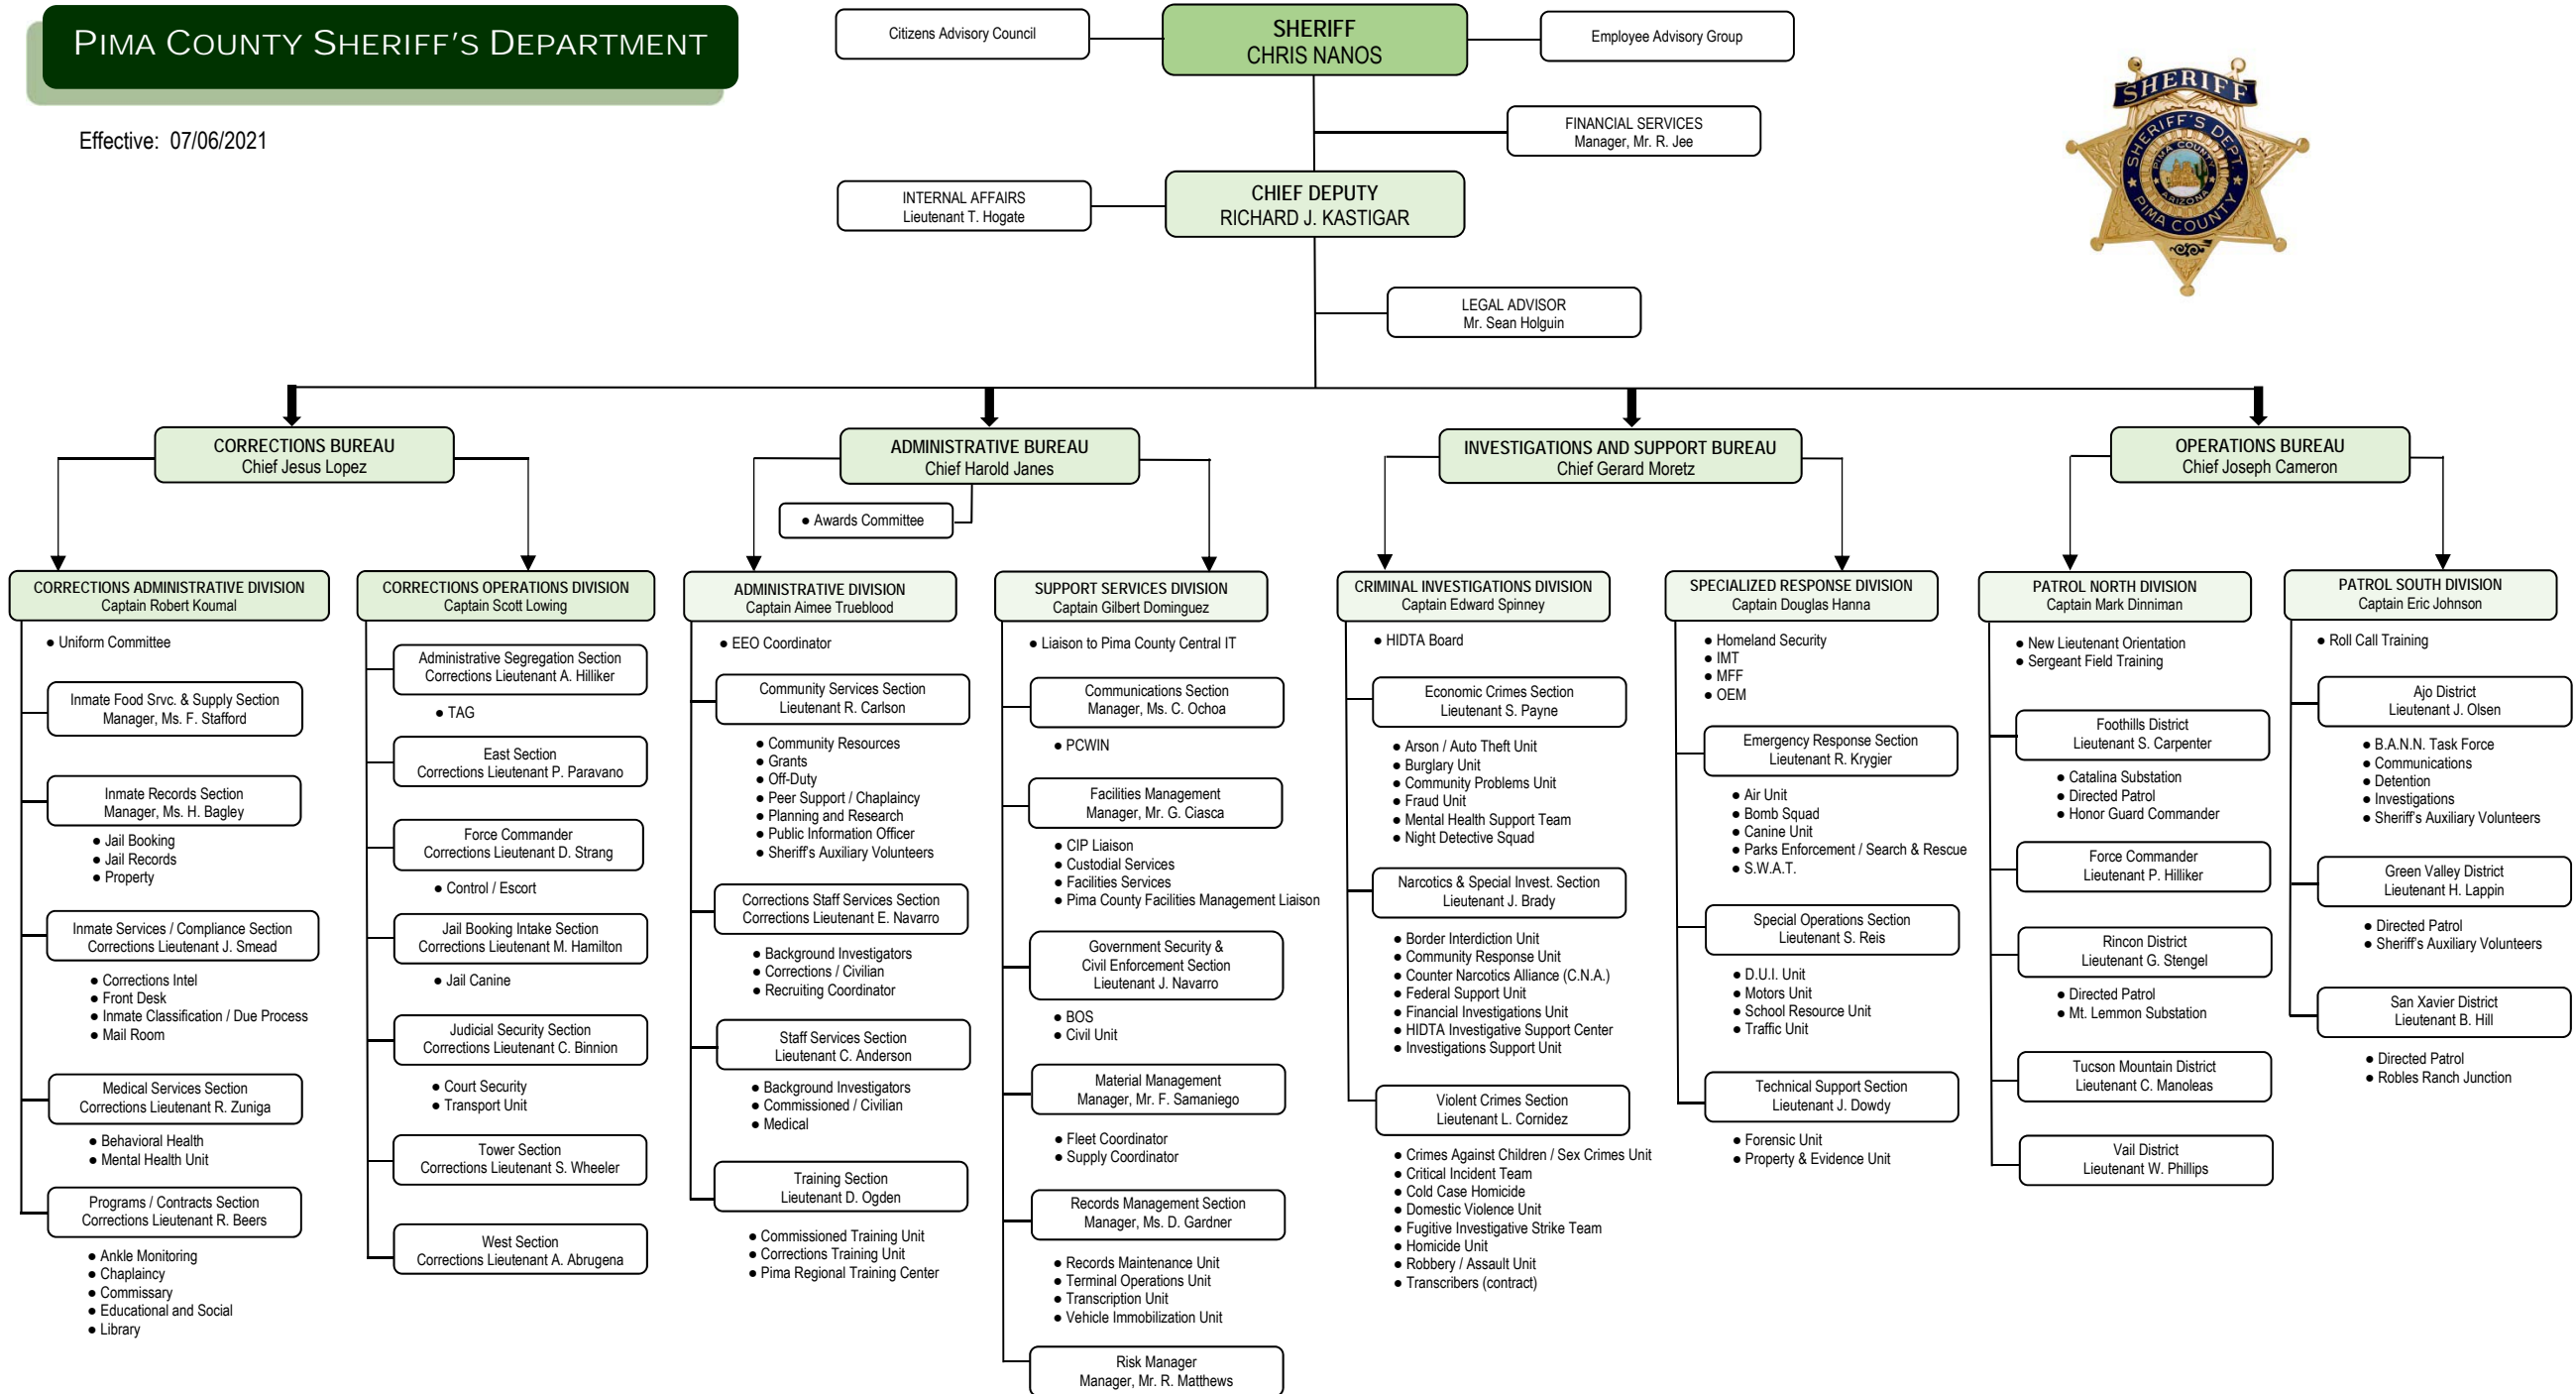 PIMA COUNTY SHERIFF'S DEPARTMENT
Effective: 07/06/2021
Citizens Advisory Council
SHERIFF
CHRIS NANOS
Employee Advisory Group
FINANCIAL SERVICES
Manager, Mr. R. Jee
INTERNAL AFFAIRS
Lieutenant T. Hogate
CHIEF DEPUTY
RICHARD J. KASTIGAR
LEGAL ADVISOR
Mr. Sean Holguin
SHERIFF
SHERIFF'S DEPT.
PIMA COUNTY
ARIZONA
PIMA COUNTY
CORRECTIONS BUREAU
Chief Jesus Lopez
CORRECTIONS ADMINISTRATIVE DIVISION
Captain Robert Koumal
● Uniform Committee
Inmate Food Srvc. & Supply Section
Manager, Ms. F. Stafford
Inmate Records Section
Manager, Ms. H. Bagley
● Jail Booking
● Jail Records
● Property
Inmate Services / Compliance Section
Corrections Lieutenant J. Smead
● Corrections Intel
● Front Desk
● Inmate Classification / Due Process
● Mail Room
Medical Services Section
Corrections Lieutenant R. Zuniga
● Behavioral Health
● Mental Health Unit
Programs / Contracts Section
Corrections Lieutenant R. Beers
● Ankle Monitoring
● Chaplaincy
● Commissary
● Educational and Social
● Library
CORRECTIONS OPERATIONS DIVISION
Captain Scott Lowing
Administrative Segregation Section
Corrections Lieutenant A. Hilliker
● TAG
East Section
Corrections Lieutenant P. Paravano
Force Commander
Corrections Lieutenant D. Strang
● Control / Escort
Jail Booking Intake Section
Corrections Lieutenant M. Hamilton
● Jail Canine
Judicial Security Section
Corrections Lieutenant C. Binnion
● Court Security
● Transport Unit
Tower Section
Corrections Lieutenant S. Wheeler
West Section
Corrections Lieutenant A. Abrugena
ADMINISTRATIVE BUREAU
Chief Harold Janes
● Awards Committee
ADMINISTRATIVE DIVISION
Captain Aimee Trueblood
● EEO Coordinator
Community Services Section
Lieutenant R. Carlson
● Community Resources
● Grants
● Off-Duty
● Peer Support / Chaplaincy
● Planning and Research
● Public Information Officer
● Sheriff's Auxiliary Volunteers
Corrections Staff Services Section
Corrections Lieutenant E. Navarro
● Background Investigators
● Corrections / Civilian
● Recruiting Coordinator
Staff Services Section
Lieutenant C. Anderson
● Background Investigators
● Commissioned / Civilian
● Medical
Training Section
Lieutenant D. Ogden
● Commissioned Training Unit
● Corrections Training Unit
● Pima Regional Training Center
SUPPORT SERVICES DIVISION
Captain Gilbert Dominguez
● Liaison to Pima County Central IT
Communications Section
Manager, Ms. C. Ochoa
● PCWIN
Facilities Management
Manager, Mr. G. Ciasca
● CIP Liaison
● Custodial Services
● Facilities Services
● Pima County Facilities Management Liaison
Government Security &
Civil Enforcement Section
Lieutenant J. Navarro
● BOS
● Civil Unit
Material Management
Manager, Mr. F. Samaniego
● Fleet Coordinator
● Supply Coordinator
Records Management Section
Manager, Ms. D. Gardner
● Records Maintenance Unit
● Terminal Operations Unit
● Transcription Unit
● Vehicle Immobilization Unit
Risk Manager
Manager, Mr. R. Matthews
INVESTIGATIONS AND SUPPORT BUREAU
Chief Gerard Moretz
CRIMINAL INVESTIGATIONS DIVISION
Captain Edward Spinney
● HIDTA Board
Economic Crimes Section
Lieutenant S. Payne
● Arson / Auto Theft Unit
● Burglary Unit
● Community Problems Unit
● Fraud Unit
● Mental Health Support Team
● Night Detective Squad
Narcotics & Special Invest. Section
Lieutenant J. Brady
● Border Interdiction Unit
● Community Response Unit
● Counter Narcotics Alliance (C.N.A.)
● Federal Support Unit
● Financial Investigations Unit
● HIDTA Investigative Support Center
● Investigations Support Unit
Violent Crimes Section
Lieutenant L. Cornidez
● Crimes Against Children / Sex Crimes Unit
● Critical Incident Team
● Cold Case Homicide
● Domestic Violence Unit
● Fugitive Investigative Strike Team
● Homicide Unit
● Robbery / Assault Unit
● Transcribers (contract)
SPECIALIZED RESPONSE DIVISION
Captain Douglas Hanna
● Homeland Security
● IMT
● MFF
● OEM
Emergency Response Section
Lieutenant R. Krygier
● Air Unit
● Bomb Squad
● Canine Unit
● Parks Enforcement / Search & Rescue
● S.W.A.T.
Special Operations Section
Lieutenant S. Reis
● D.U.I. Unit
● Motors Unit
● School Resource Unit
● Traffic Unit
Technical Support Section
Lieutenant J. Dowdy
● Forensic Unit
● Property & Evidence Unit
OPERATIONS BUREAU
Chief Joseph Cameron
PATROL NORTH DIVISION
Captain Mark Dinniman
● New Lieutenant Orientation
● Sergeant Field Training
Foothills District
Lieutenant S. Carpenter
● Catalina Substation
● Directed Patrol
● Honor Guard Commander
Force Commander
Lieutenant P. Hilliker
Rincon District
Lieutenant G. Stengel
● Directed Patrol
● Mt. Lemmon Substation
Tucson Mountain District
Lieutenant C. Manoleas
Vail District
Lieutenant W. Phillips
PATROL SOUTH DIVISION
Captain Eric Johnson
● Roll Call Training
Ajo District
Lieutenant J. Olsen
● B.A.N.N. Task Force
● Communications
● Detention
● Investigations
● Sheriff's Auxiliary Volunteers
Green Valley District
Lieutenant H. Lappin
● Directed Patrol
● Sheriff's Auxiliary Volunteers
San Xavier District
Lieutenant B. Hill
● Directed Patrol
● Robles Ranch Junction